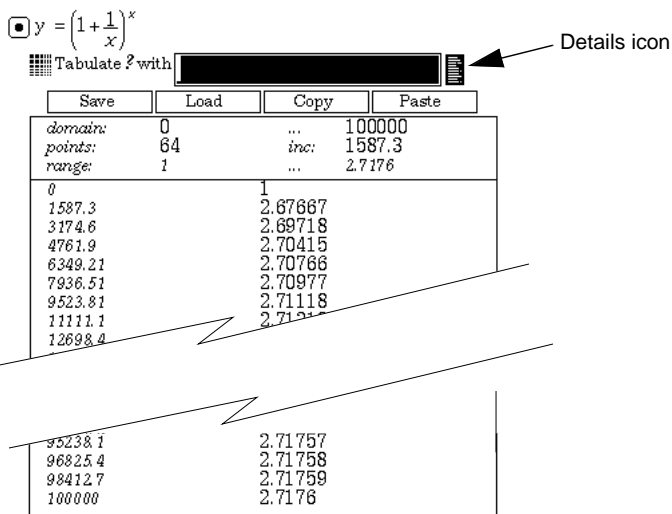 y = (1 + 1/x)^x
Details icon
Tabulate ? with
Save Load Copy Paste
domain: 0 ... 100000
points: 64 inc: 1587.3
range: 1 ... 2.7176
0 1
1587.3 2.67667
3174.6 2.69718
4761.9 2.70415
6349.21 2.70766
7936.51 2.70977
9523.81 2.71118
11111.1
12698.4
95238.1 2.71757
96825.4 2.71758
98412.7 2.71759
100000 2.7176